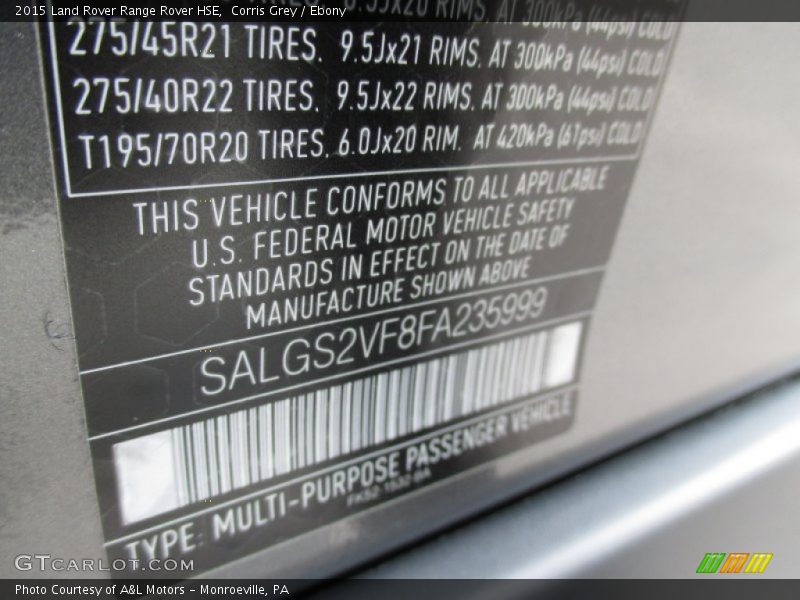 2015 Land Rover Range Rover HSE,  Corris Grey / Ebony
275/45R21 TIRES.  9.5Jx21 RIMS. AT 300kPa (44psi) COLD
275/40R22 TIRES.  9.5Jx22 RIMS. AT 300kPa (44psi) COLD
T195/70R20 TIRES. 6.0Jx20 RIM.  AT 420kPa (61psi) COLD
THIS VEHICLE CONFORMS TO ALL APPLICABLE
U.S. FEDERAL MOTOR VEHICLE SAFETY
STANDARDS IN EFFECT ON THE DATE OF
MANUFACTURE SHOWN ABOVE
SALGS2VF8FA235999
TYPE: MULTI-PURPOSE PASSENGER VEHICLE
GTcarlot.com
Photo Courtesy of A&L Motors – Monroeville, PA